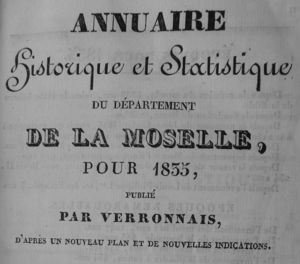 ANNUAIRE
Historique et Statistique
DU DÉPARTEMENT
DE LA MOSELLE,
POUR 1835,
PUBLIÉ
PAR VERRONNAIS,
D'APRÈS UN NOUVEAU PLAN ET DE NOUVELLES INDICATIONS.